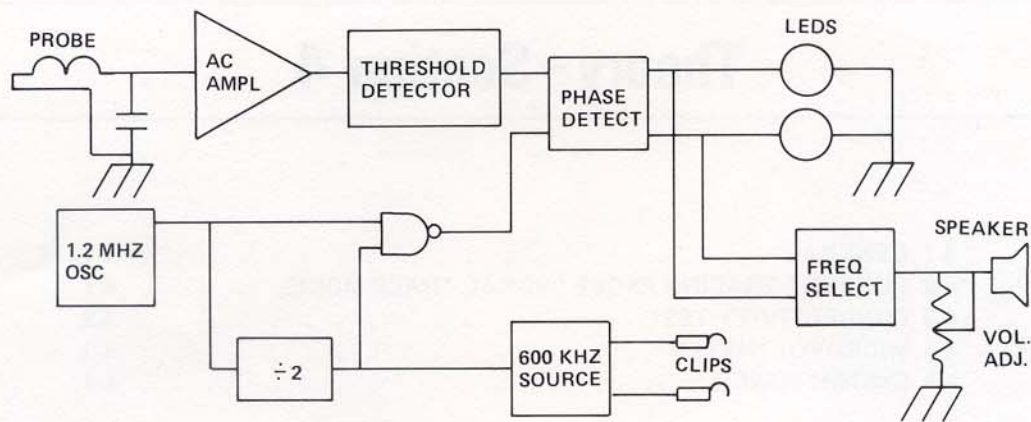 PROBE
AC
AMPL
THRESHOLD
DETECTOR
PHASE
DETECT
LEDS
1.2 MHZ
OSC
÷2
600 KHZ
SOURCE
CLIPS
FREQ
SELECT
SPEAKER
VOL.
ADJ.